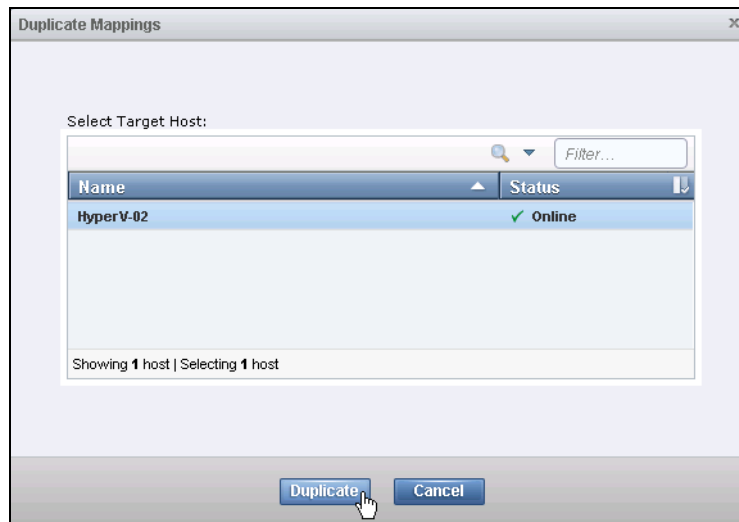 Duplicate Mappings
Select Target Host:
Filter...
Name Status
HyperV-02 Online
Showing 1 host | Selecting 1 host
Duplicate Cancel